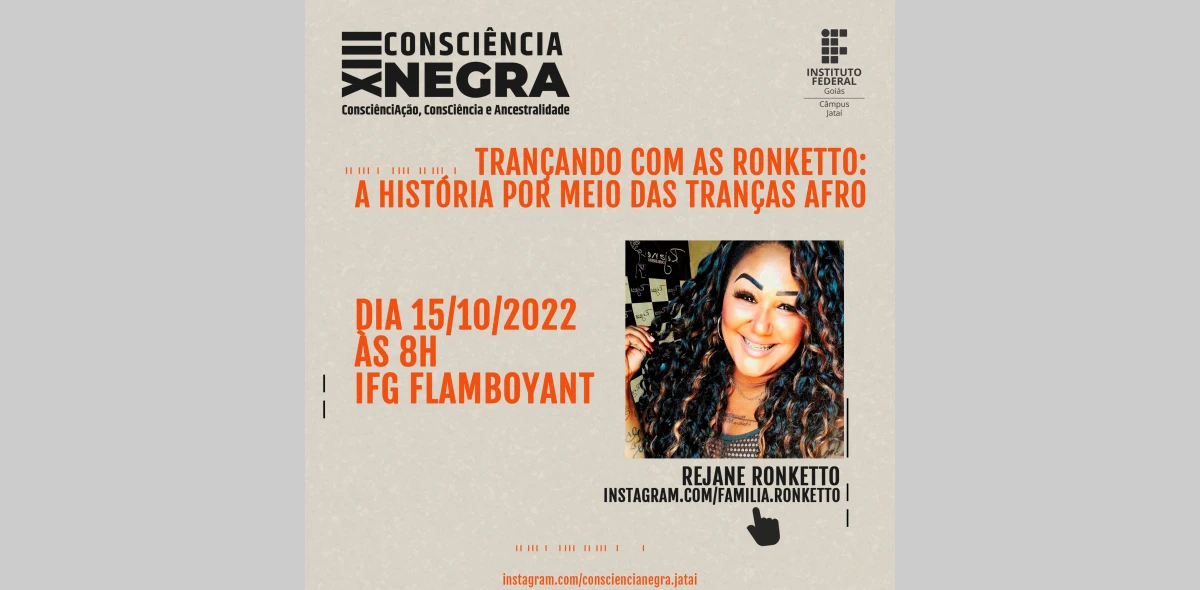 XIII
CONSCIÊNCIA
NEGRA
ConsciênciAção, ConsCiência e Ancestralidade
INSTITUTO
FEDERAL
Goiás
Câmpus
Jataí
TRANÇANDO COM AS RONKETTO:
A HISTÓRIA POR MEIO DAS TRANÇAS AFRO
DIA 15/10/2022
ÀS 8H
IFG FLAMBOYANT
REJANE RONKETTO
INSTAGRAM.COM/FAMILIA.RONKETTO
instagram.com/consciencianegra.jatai